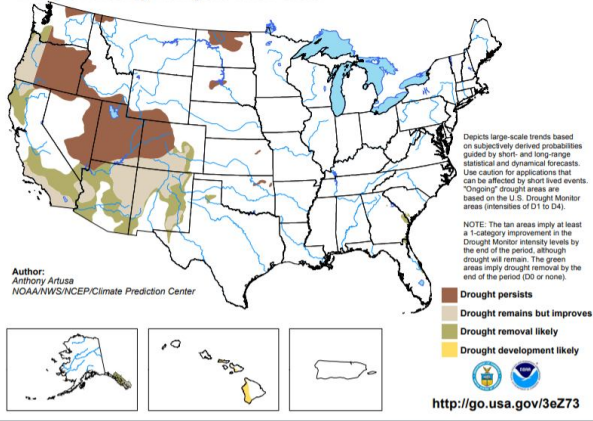 Depicts large-scale trends based
on subjectively derived probabilities
guided by short- and long-range
statistical and dynamical forecasts.
Use caution for applications that
can be affected by short lived events.
"Ongoing" drought areas are
based on the U.S. Drought Monitor
areas (intensities of D1 to D4).
NOTE: The tan areas imply at least
a 1-category improvement in the
Drought Monitor intensity levels by
the end of the period, although
drought will remain. The green
areas imply drought removal by the
end of the period (D0 or none).
Author:
Anthony Artusa
NOAA/NWS/NCEP/Climate Prediction Center
Drought persists
Drought remains but improves
Drought removal likely
Drought development likely
http://go.usa.gov/3eZ73